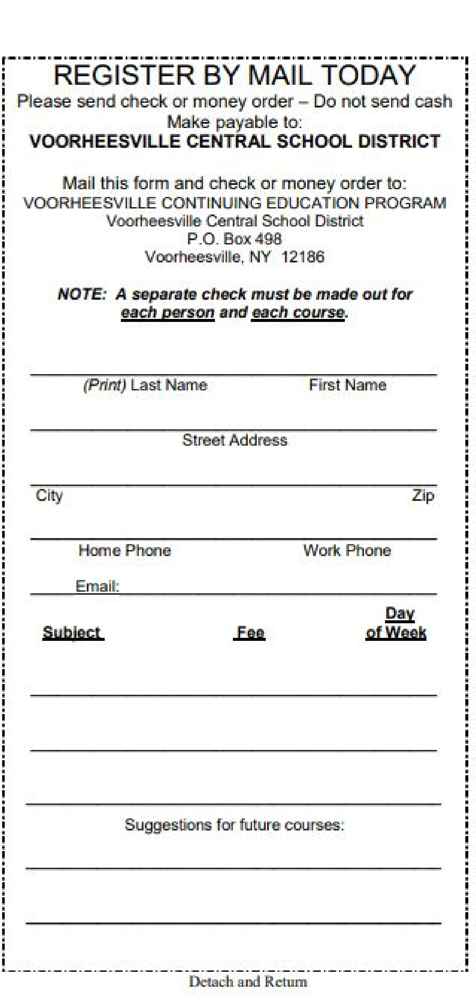 REGISTER BY MAIL TODAY
Please send check or money order – Do not send cash
Make payable to:
VOORHEESVILLE CENTRAL SCHOOL DISTRICT
Mail this form and check or money order to:
VOORHEESVILLE CONTINUING EDUCATION PROGRAM
Voorheesville Central School District
P.O. Box 498
Voorheesville, NY  12186
NOTE:  A separate check must be made out for
each person and each course.
(Print) Last Name First Name
Street Address
City Zip
Home Phone Work Phone
Email:
Day
Subject Fee of Week
Suggestions for future courses:
Detach and Return